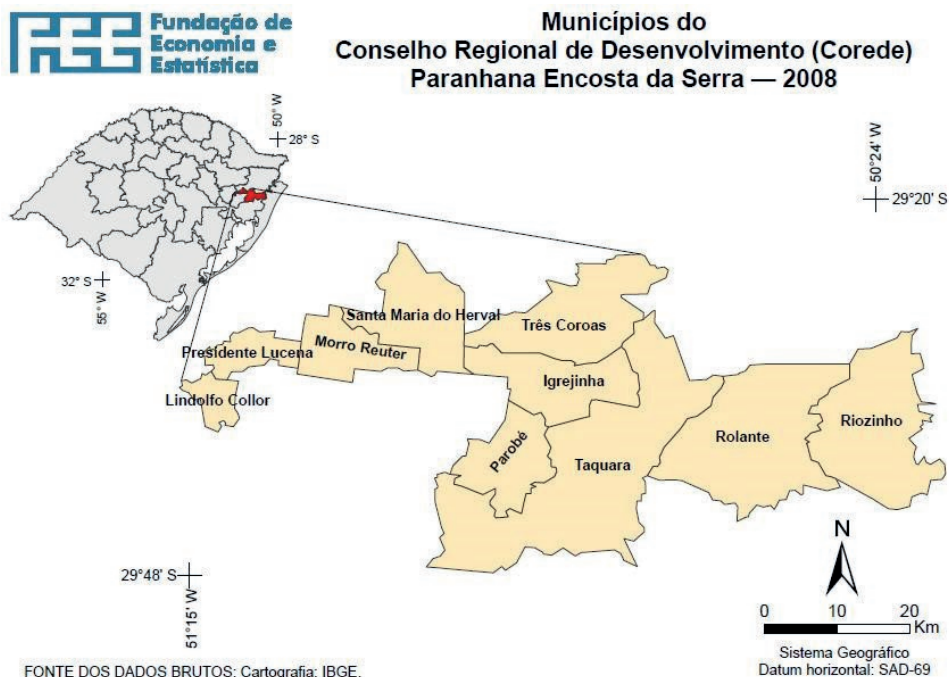 FEE
Fundação de
Economia e
Estatística
Municípios do
Conselho Regional de Desenvolvimento (Corede)
Paranhana Encosta da Serra — 2008
50° W
28° S
50°24' W
29°20' S
32° S
55° W
Santa Maria do Herval
Três Coroas
Presidente Lucena
Morro Reuter
Igrejinha
Lindolfo Collor
Riozinho
Rolante
Parobé
Taquara
29°48' S
51°15' W
N
0 10 20
Km
Sistema Geográfico
Datum horizontal: SAD-69
FONTE DOS DADOS BRUTOS: Cartografia: IBGE.